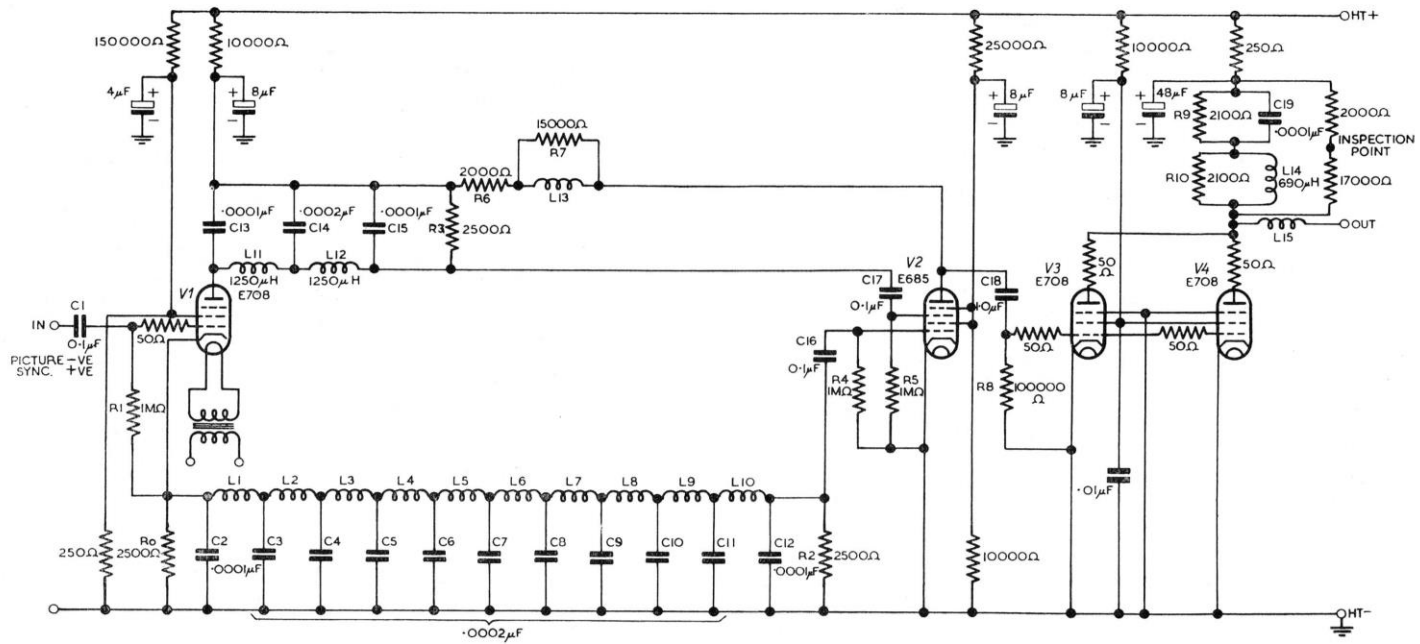 HT+
150000Ω
10000Ω
25000Ω
10000Ω
250Ω
4μF
+
-
+
8μF
-
+
8μF
-
8μF
+
-
+
48μF
-
R9
2100Ω
C19
.0001μF
2000Ω
INSPECTION
POINT
15000Ω
R7
2000Ω
R6
L13
R10
2100Ω
L14
690μH
17000Ω
.0001μF
C13
.0002μF
C14
.0001μF
C15
R3
2500Ω
OUT
L15
L11
1250μH
L12
1250μH
E708
V1
C17
0·1μF
V2
E685
C18
·0μF
50
Ω
V3
E708
50Ω
V4
E708
IN
C1
0·1μF
PICTURE -VE
SYNC. +VE
50Ω
C16
0·1μF
50Ω
50Ω
R1
1MΩ
R4
1MΩ
R5
1MΩ
R8
100000
Ω
L1
L2
L3
L4
L5
L6
L7
L8
L9
L10
.01μF
250Ω
Ro
2500Ω
C2
.0001μF
C3
C4
C5
C6
C7
C8
C9
C10
C11
C12
.0001μF
R2
2500Ω
10000Ω
HT-
.0002μF